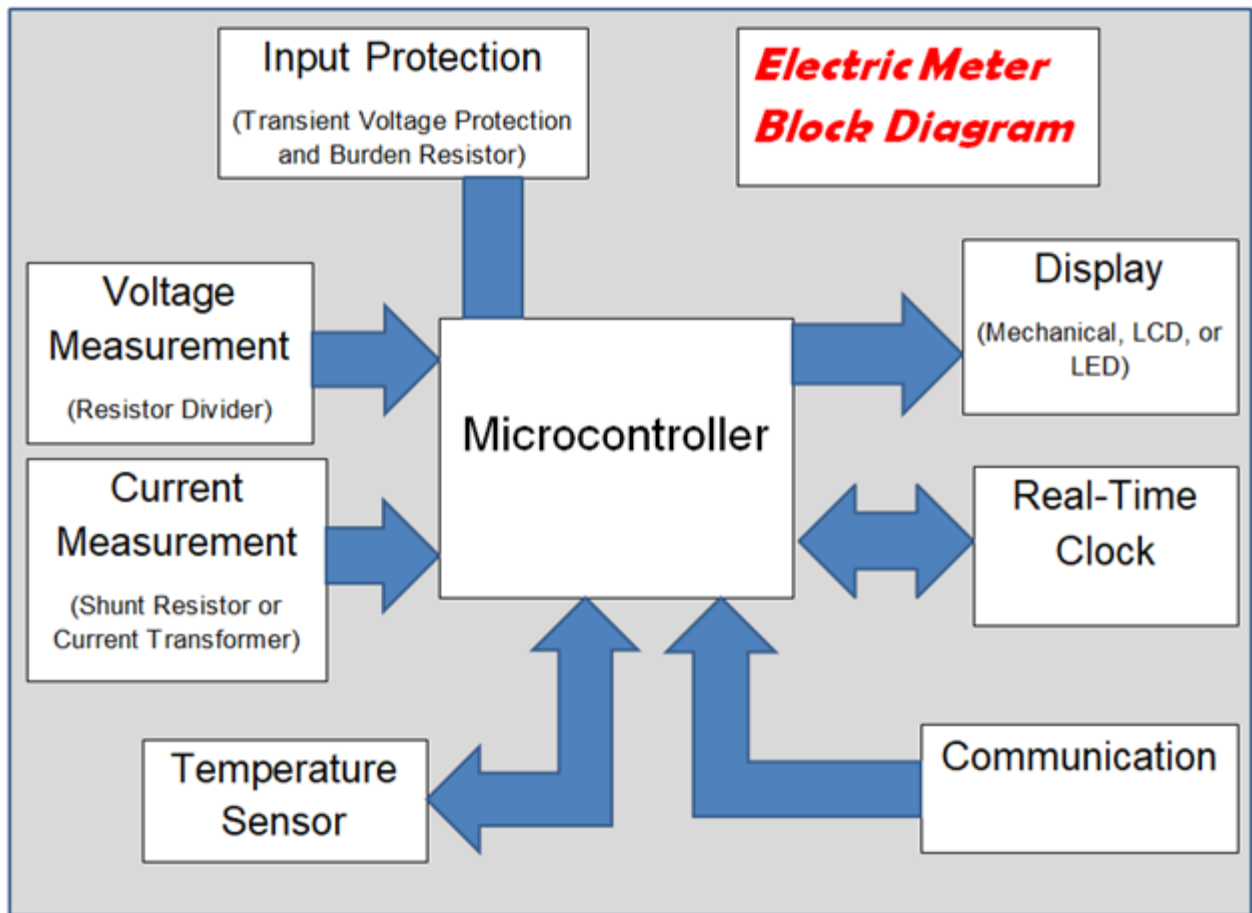 Input Protection
(Transient Voltage Protection
and Burden Resistor)
Electric Meter
Block Diagram
Voltage
Measurement
(Resistor Divider)
Display
(Mechanical, LCD, or
LED)
Microcontroller
Current
Measurement
(Shunt Resistor or
Current Transformer)
Real-Time
Clock
Temperature
Sensor
Communication